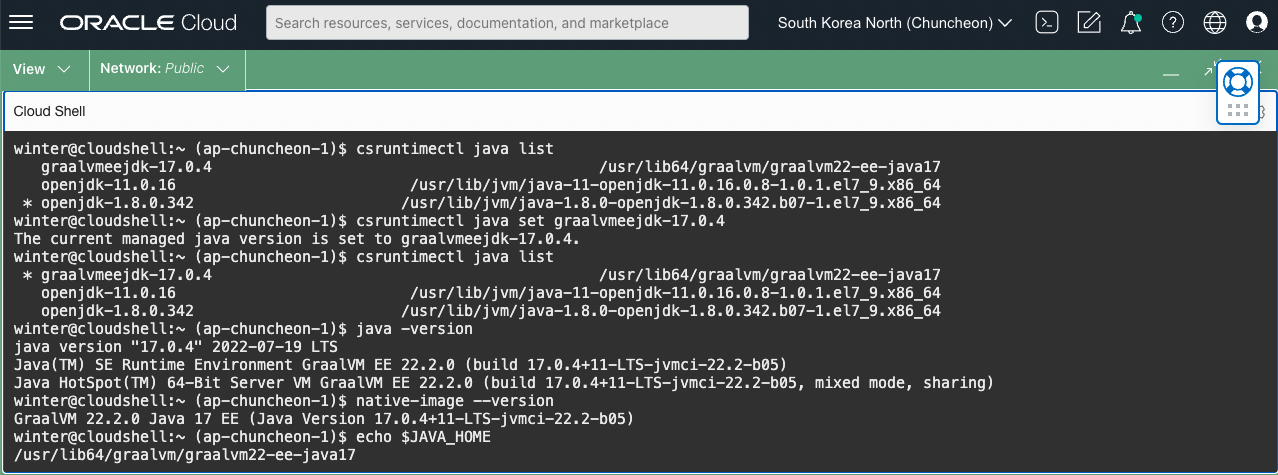 ORACLE Cloud
Search resources, services, documentation, and marketplace
South Korea North (Chuncheon)
View
Network: Public
Cloud Shell
winter@cloudshell:~ (ap-chuncheon-1)$ csruntimectl java list
   graalvmeejdk-17.0.4                                           /usr/lib64/graalvm/graalvm22-ee-java17
   openjdk-11.0.16                          /usr/lib/jvm/java-11-openjdk-11.0.16.0.8-1.0.1.el7_9.x86_64
 * openjdk-1.8.0.342                       /usr/lib/jvm/java-1.8.0-openjdk-1.8.0.342.b07-1.el7_9.x86_64
winter@cloudshell:~ (ap-chuncheon-1)$ csruntimectl java set graalvmeejdk-17.0.4
The current managed java version is set to graalvmeejdk-17.0.4.
winter@cloudshell:~ (ap-chuncheon-1)$ csruntimectl java list
 * graalvmeejdk-17.0.4                                           /usr/lib64/graalvm/graalvm22-ee-java17
   openjdk-11.0.16                          /usr/lib/jvm/java-11-openjdk-11.0.16.0.8-1.0.1.el7_9.x86_64
   openjdk-1.8.0.342                       /usr/lib/jvm/java-1.8.0-openjdk-1.8.0.342.b07-1.el7_9.x86_64
winter@cloudshell:~ (ap-chuncheon-1)$ java -version
java version "17.0.4" 2022-07-19 LTS
Java(TM) SE Runtime Environment GraalVM EE 22.2.0 (build 17.0.4+11-LTS-jvmci-22.2-b05)
Java HotSpot(TM) 64-Bit Server VM GraalVM EE 22.2.0 (build 17.0.4+11-LTS-jvmci-22.2-b05, mixed mode, sharing)
winter@cloudshell:~ (ap-chuncheon-1)$ native-image --version
GraalVM 22.2.0 Java 17 EE (Java Version 17.0.4+11-LTS-jvmci-22.2-b05)
winter@cloudshell:~ (ap-chuncheon-1)$ echo $JAVA_HOME
/usr/lib64/graalvm/graalvm22-ee-java17